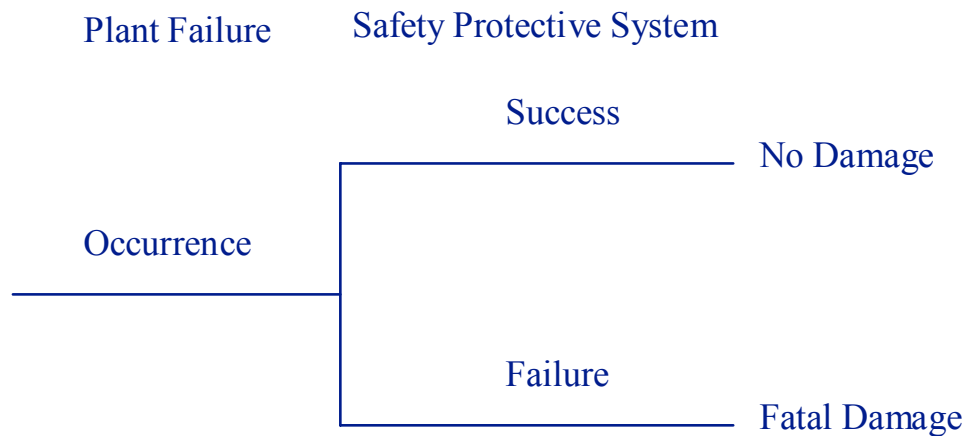 Plant Failure
Safety Protective System
Success
No Damage
Occurrence
Failure
Fatal Damage